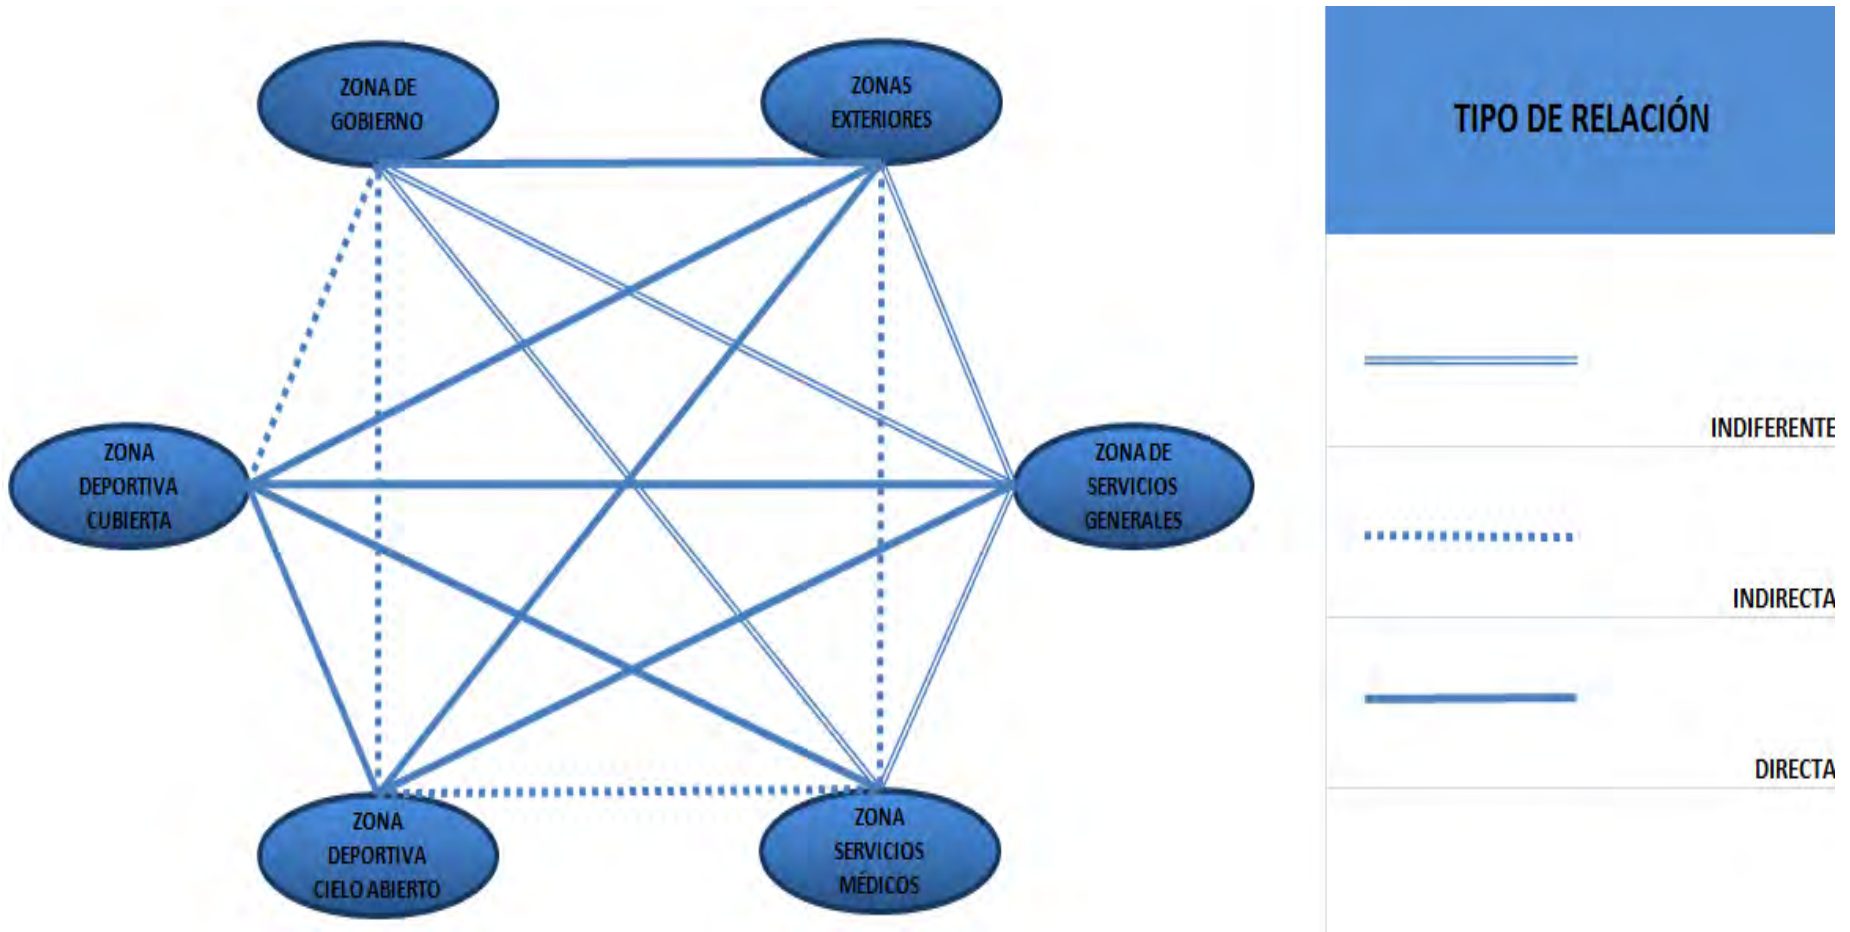 ZONA DE
GOBIERNO
ZONAS
EXTERIORES
TIPO DE RELACIÓN
INDIFERENTE
ZONA
DEPORTIVA
CUBIERTA
ZONA DE
SERVICIOS
GENERALES
INDIRECTA
DIRECTA
ZONA
DEPORTIVA
CIELO ABIERTO
ZONA
SERVICIOS
MÉDICOS